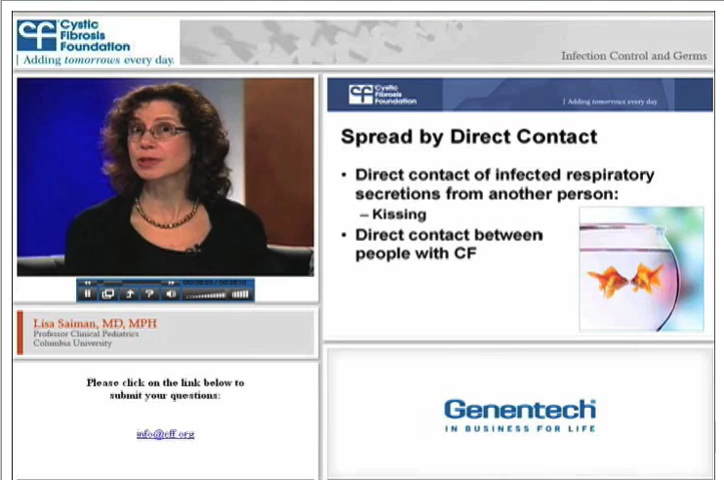 Cystic
Fibrosis
Foundation
Adding tomorrows every day.
Infection Control and Germs
Cystic
Fibrosis
Foundation
Adding tomorrows every day
Spread by Direct Contact
• Direct contact of infected respiratory
secretions from another person:
– Kissing
• Direct contact between
people with CF
Lisa Saiman, MD, MPH
Professor Clinical Pediatrics
Columbia University
Please click on the link below to
submit your questions:
info@cff.org
Genentech
IN BUSINESS FOR LIFE